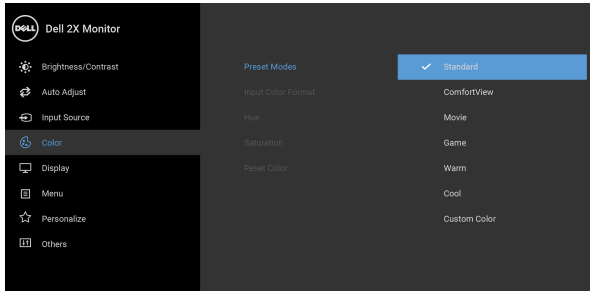 DELL
Dell 2X Monitor
Brightness/Contrast
Auto Adjust
Input Source
Color
Display
Menu
Personalize
Others
Preset Modes
Input Color Format
Hue
Saturation
Reset Color
Standard
ComfortView
Movie
Game
Warm
Cool
Custom Color